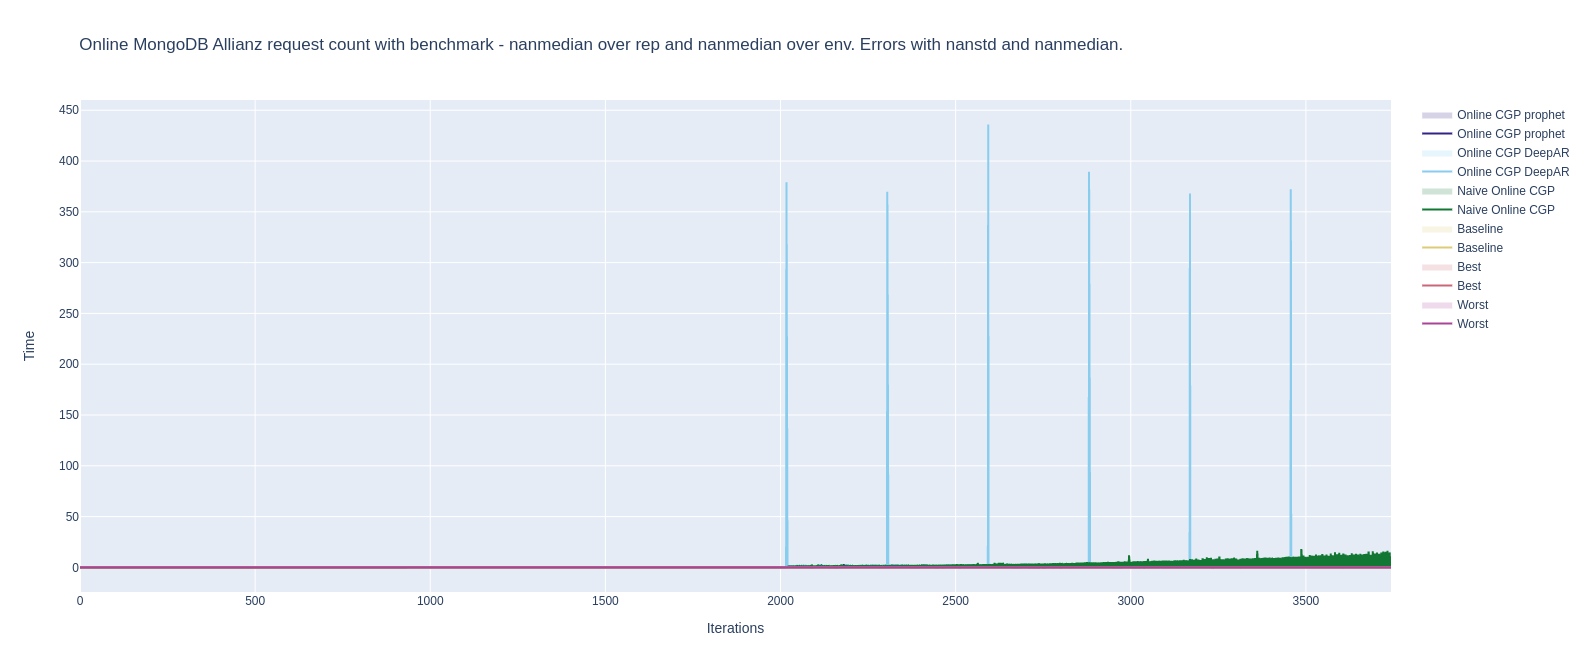 Online MongoDB Allianz request count with benchmark - nanmedian over rep and nanmedian over env. Errors with nanstd and nanmedian.
450
400
350
300
250
200
150
100
50
0
Time
0 500 1000 1500 2000 2500 3000 3500
Iterations
Online CGP prophet
Online CGP prophet
Online CGP DeepAR
Online CGP DeepAR
Naive Online CGP
Naive Online CGP
Baseline
Baseline
Best
Best
Worst
Worst